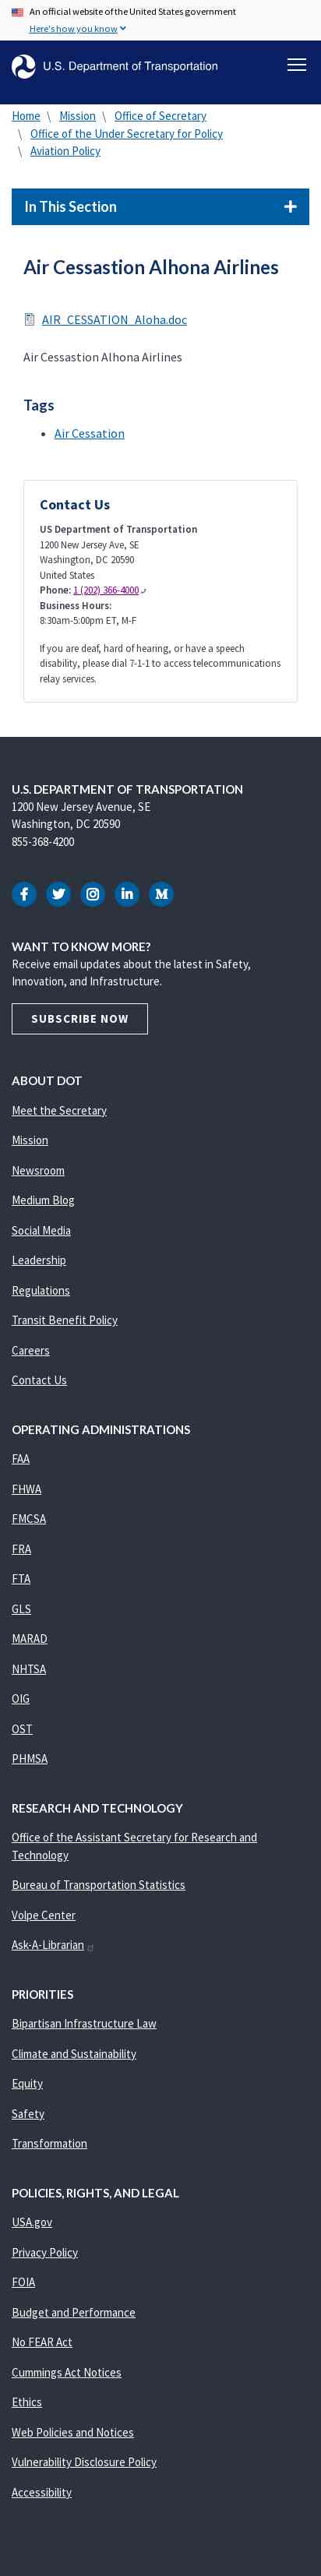 An official website of the United States government
Here's how you know
U.S. Department of Transportation
Home \ Mission \ Office of Secretary
\ Office of the Under Secretary for Policy
\ Aviation Policy
In This Section
Air Cessastion Alhona Airlines
AIR_CESSATION_Aloha.doc
Air Cessastion Alhona Airlines
Tags
• Air Cessation
Contact Us
US Department of Transportation
1200 New Jersey Ave, SE
Washington, DC 20590
United States
Phone: 1 (202) 366-4000
Business Hours:
8:30am-5:00pm ET, M-F
If you are deaf, hard of hearing, or have a speech
disability, please dial 7-1-1 to access telecommunications
relay services.
U.S. DEPARTMENT OF TRANSPORTATION
1200 New Jersey Avenue, SE
Washington, DC 20590
855-368-4200
WANT TO KNOW MORE?
Receive email updates about the latest in Safety,
Innovation, and Infrastructure.
SUBSCRIBE NOW
ABOUT DOT
Meet the Secretary
Mission
Newsroom
Medium Blog
Social Media
Leadership
Regulations
Transit Benefit Policy
Careers
Contact Us
OPERATING ADMINISTRATIONS
FAA
FHWA
FMCSA
FRA
FTA
GLS
MARAD
NHTSA
OIG
OST
PHMSA
RESEARCH AND TECHNOLOGY
Office of the Assistant Secretary for Research and
Technology
Bureau of Transportation Statistics
Volpe Center
Ask-A-Librarian
PRIORITIES
Bipartisan Infrastructure Law
Climate and Sustainability
Equity
Safety
Transformation
POLICIES, RIGHTS, AND LEGAL
USA.gov
Privacy Policy
FOIA
Budget and Performance
No FEAR Act
Cummings Act Notices
Ethics
Web Policies and Notices
Vulnerability Disclosure Policy
Accessibility